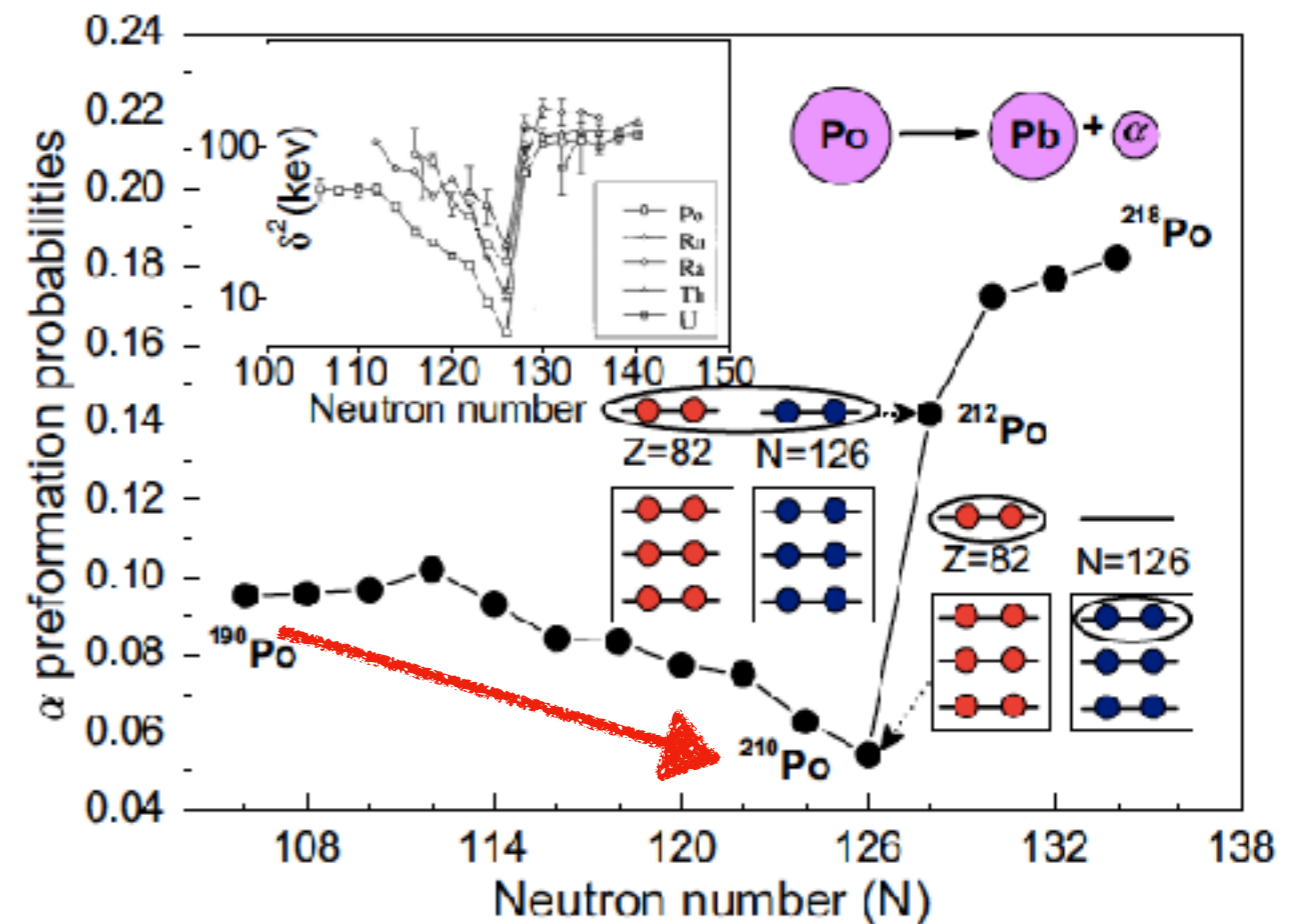 α preformation probabilities
0.24
0.22
0.20
0.18
0.16
0.14
0.12
0.10
0.08
0.06
0.04
δ²(kev)
100
10
100 110 120 130 140 150
Neutron number
Po
Ra
Th
U
Po
Pb
+
α
²¹⁸Po
²¹²Po
Z=82 N=126
Z=82 N=126
¹⁹⁰Po
²¹⁰Po
108 114 120 126 132 138
Neutron number (N)